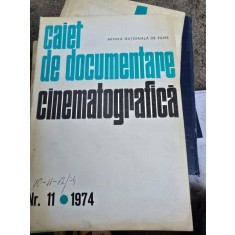 caiet
ARHIVA NAȚIONALĂ DE FILME
de documentare
cinematografică
Nr. 11 • 1974